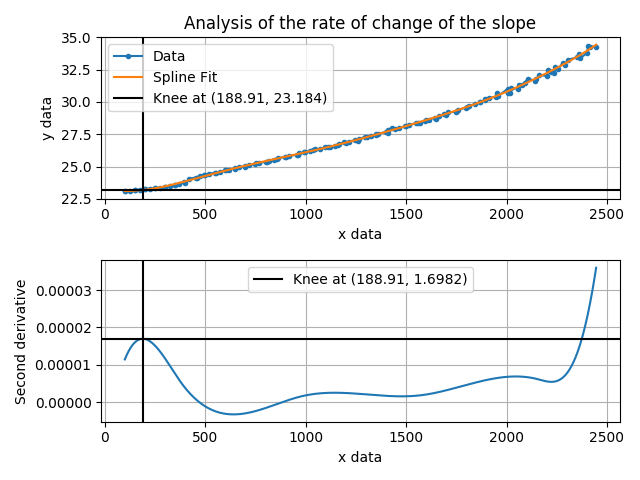 Analysis of the rate of change of the slope
35.0
32.5
30.0
27.5
25.0
22.5
y data
Data
Spline Fit
Knee at (188.91, 23.184)
0 500 1000 1500 2000 2500
x data
Knee at (188.91, 1.6982)
0.00003
0.00002
0.00001
0.00000
Second derivative
0 500 1000 1500 2000 2500
x data